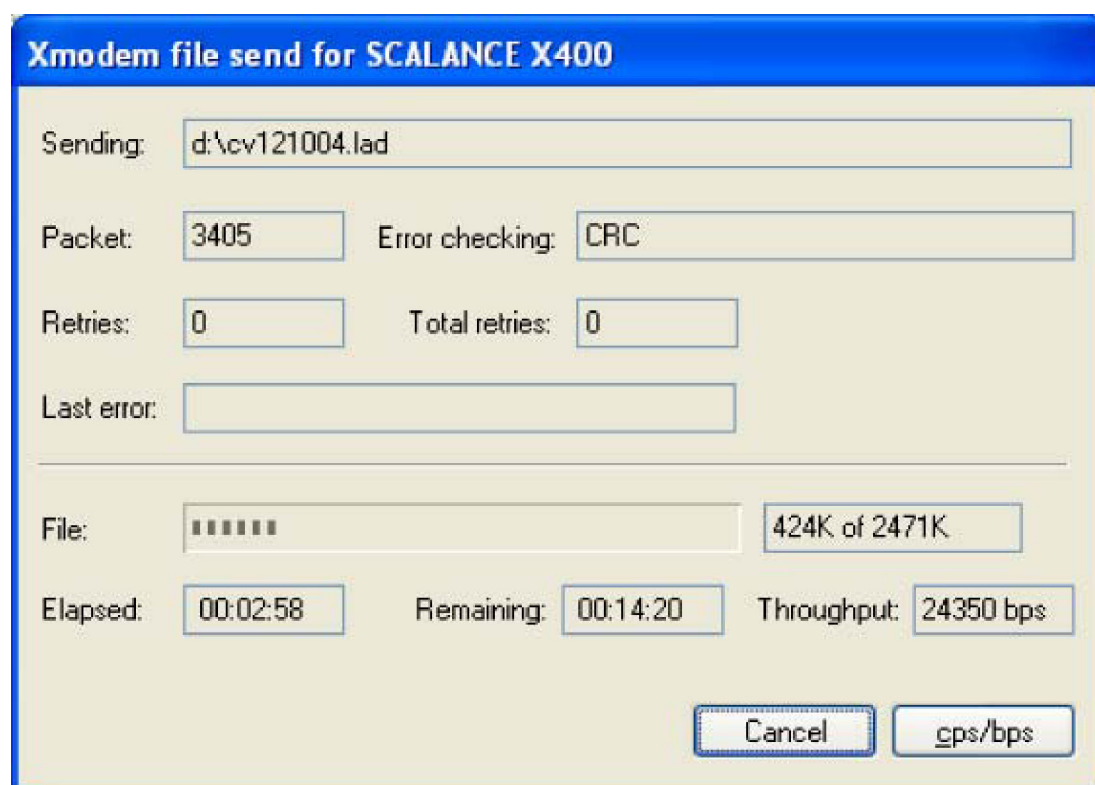 Xmodem file send for SCALANCE X400
Sending: d:\cv121004.lad
Packet: 3405 Error checking: CRC
Retries: 0 Total retries: 0
Last error:
File: 424K of 2471K
Elapsed: 00:02:58 Remaining: 00:14:20 Throughput: 24350 bps
Cancel cps/bps